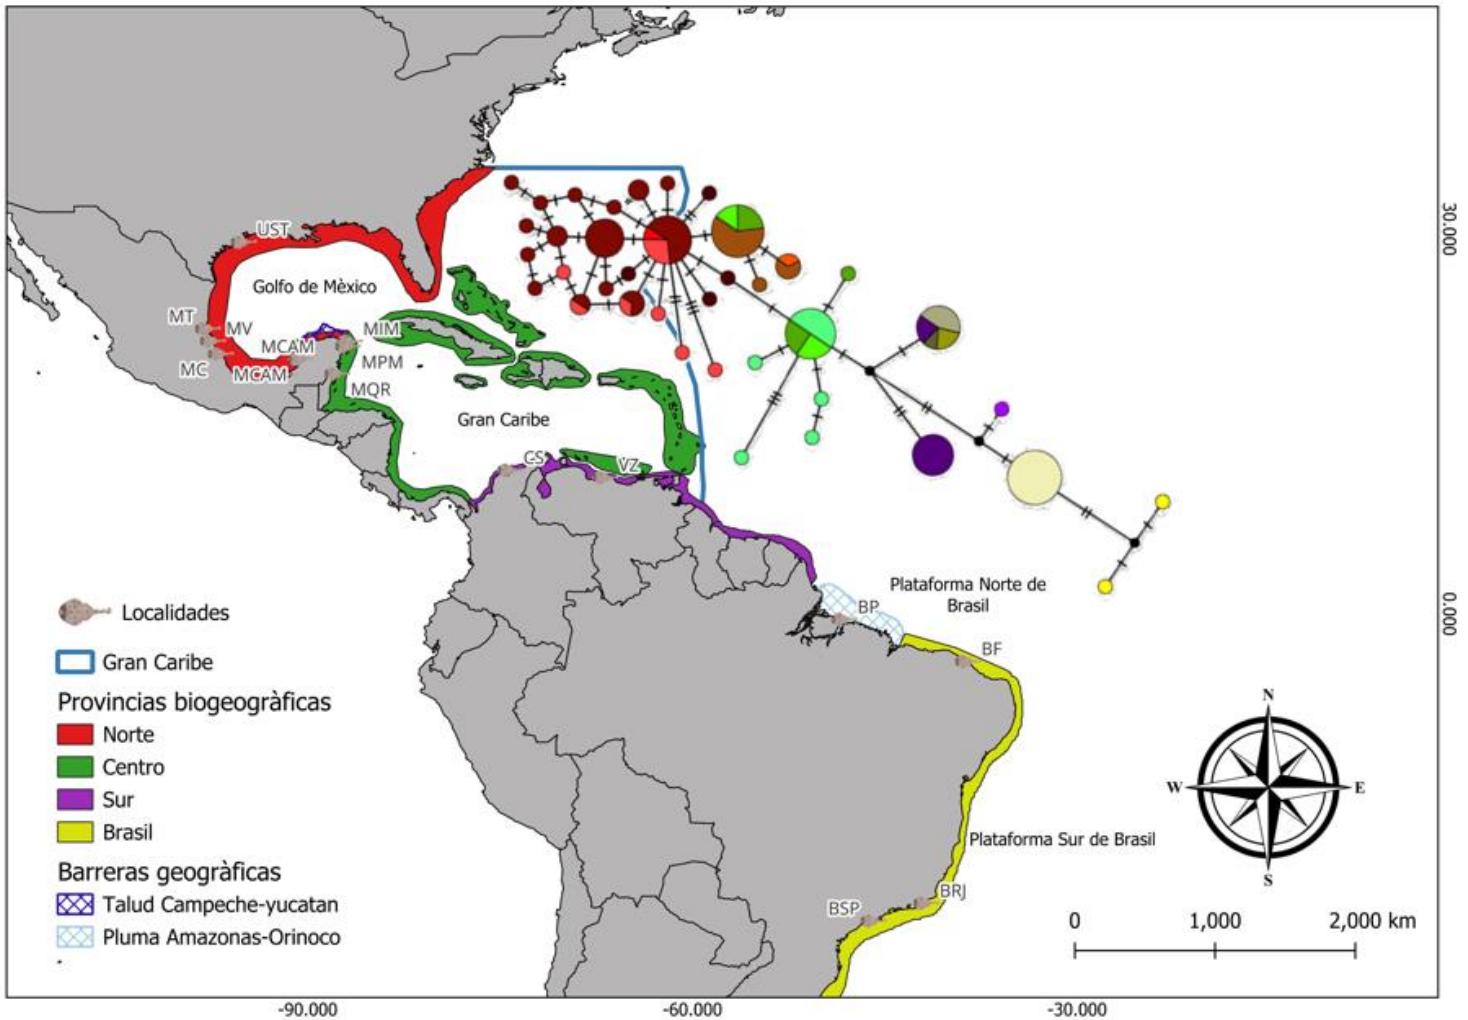 UST
Golfo de Mèxico
MT
MV
MIM
MCAM
MPM
MC
MCAM
MQR
Gran Caribe
CS
VZ
30.000
Plataforma Norte de
Brasil
BP
BF
0.000
Localidades
Gran Caribe
Provincias biogeogràficas
Norte
Centro
Sur
Brasil
Barreras geogràficas
Talud Campeche-yucatan
Pluma Amazonas-Orinoco
N
W
E
S
Plataforma Sur de Brasil
BRJ
BSP
0
1,000
2,000 km
-90.000
-60.000
-30.000